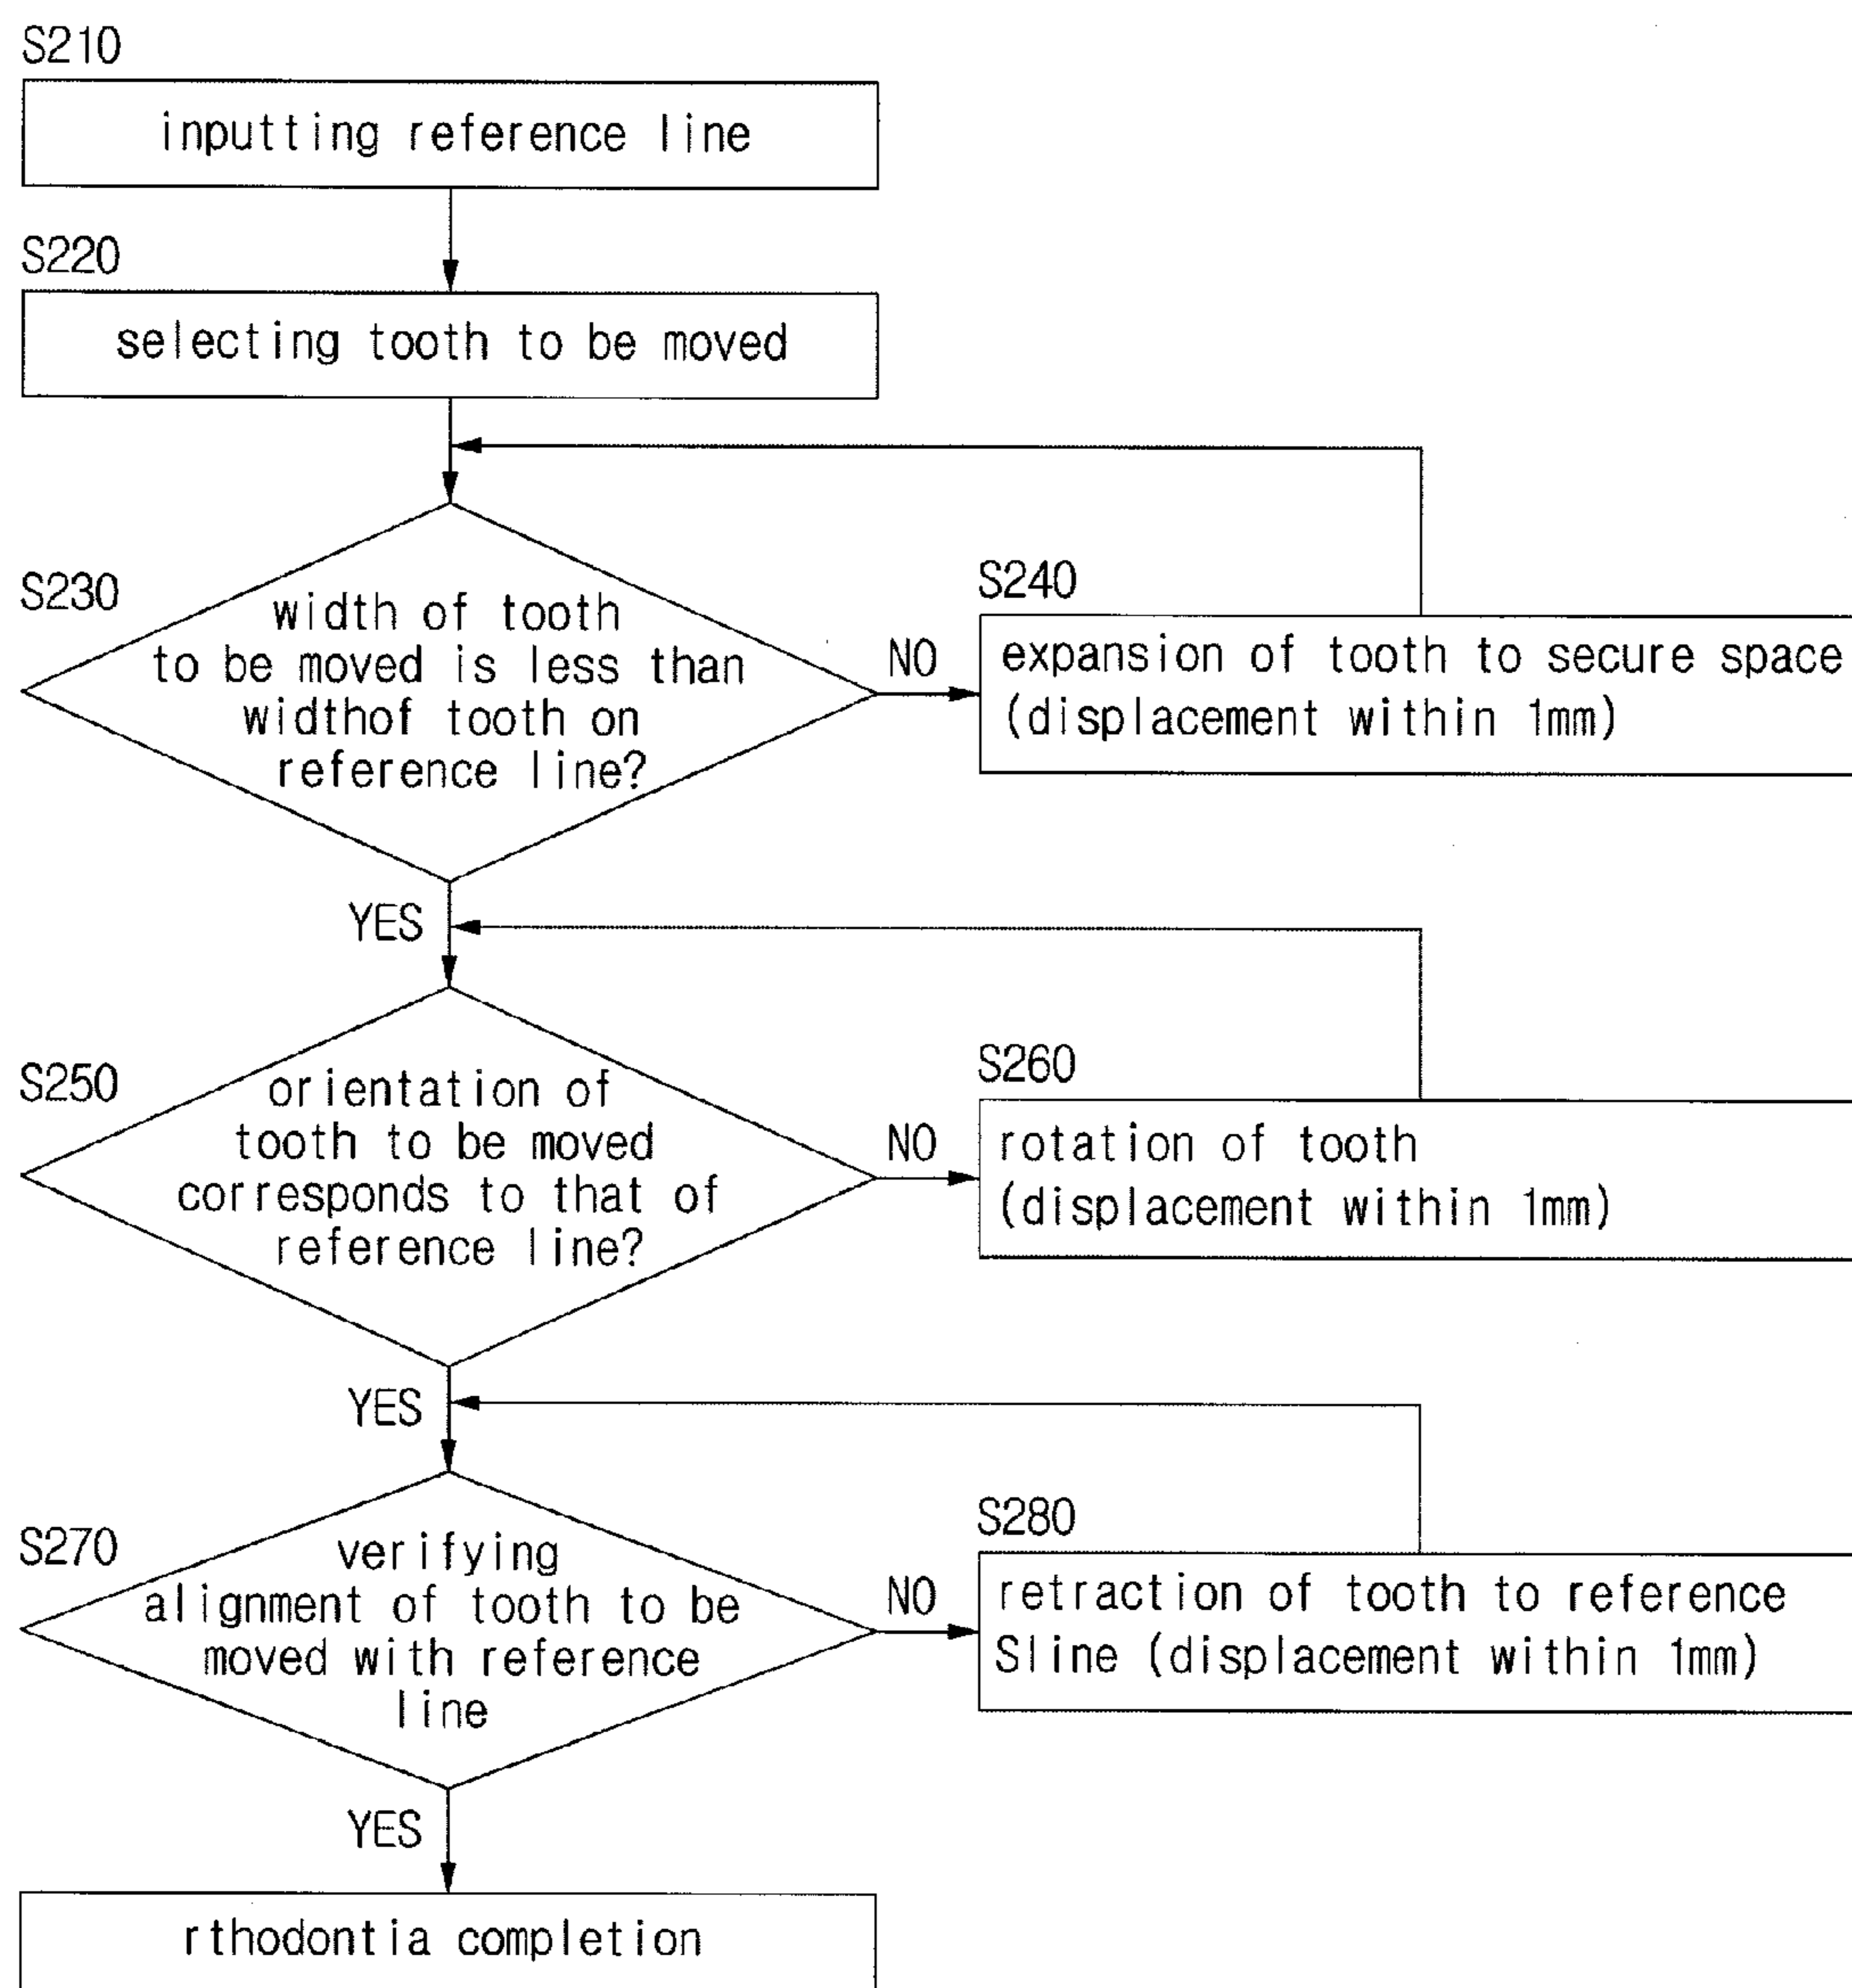 S210
inputting reference line
S220
selecting tooth to be moved
S230
width of tooth
to be moved is less than
widthof tooth on
reference line?
NO
S240
expansion of tooth to secure space
(displacement within 1mm)
YES
S250
orientation of
tooth to be moved
corresponds to that of
reference line?
NO
S260
rotation of tooth
(displacement within 1mm)
YES
S270
verifying
alignment of tooth to be
moved with reference
line
NO
S280
retraction of tooth to reference
Sline (displacement within 1mm)
YES
rthodontia completion